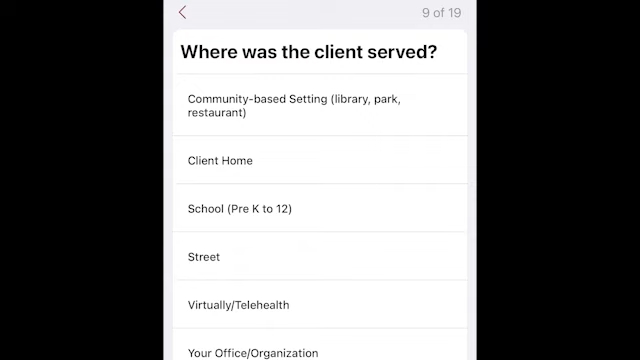 9 of 19
Where was the client served?
Community-based Setting (library, park,
restaurant)
Client Home
School (Pre K to 12)
Street
Virtually/Telehealth
Your Office/Organization